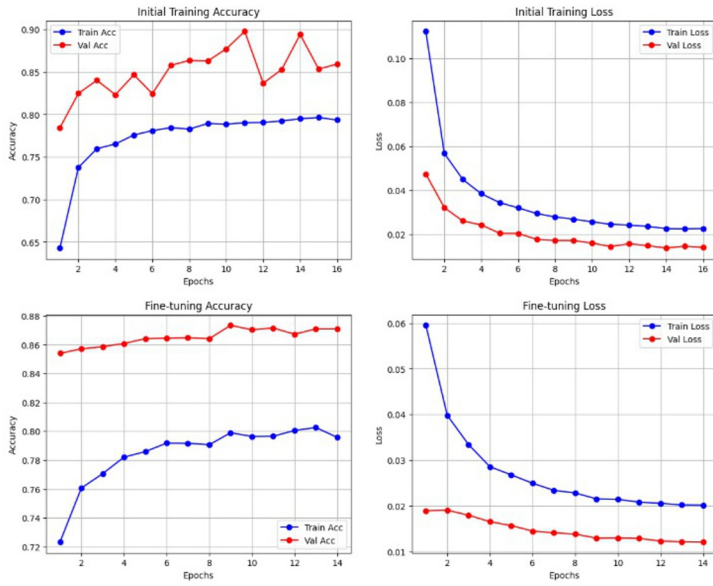 Initial Training Accuracy
Train Acc
Val Acc
0.90
0.85
0.80
0.75
0.70
0.65
Accuracy
2 4 6 8 10 12 14 16
Epochs
Initial Training Loss
Train Loss
Val Loss
0.10
0.08
0.06
0.04
0.02
Loss
2 4 6 8 10 12 14 16
Epochs
Fine-tuning Accuracy
0.88
0.86
0.84
0.82
0.80
0.78
0.76
0.74
0.72
Accuracy
Train Acc
Val Acc
2 4 6 8 10 12 14
Epochs
Fine-tuning Loss
Train Loss
Val Loss
0.06
0.05
0.04
0.03
0.02
0.01
Loss
2 4 6 8 10 12 14
Epochs